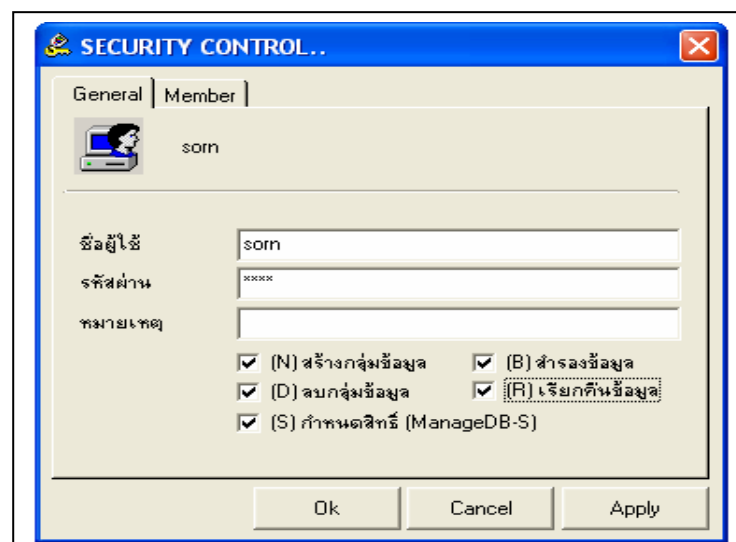 SECURITY CONTROL..
General Member
sorn
ชื่อผู้ใช้ sorn
รหัสผ่าน ****
หมายเหตุ
(N) สร้างกลุ่มข้อมูล (B) สำรองข้อมูล
(D) ลบกลุ่มข้อมูล (R) เรียกคืนข้อมูล
(S) กำหนดสิทธิ์ (ManageDB-S)
Ok Cancel Apply